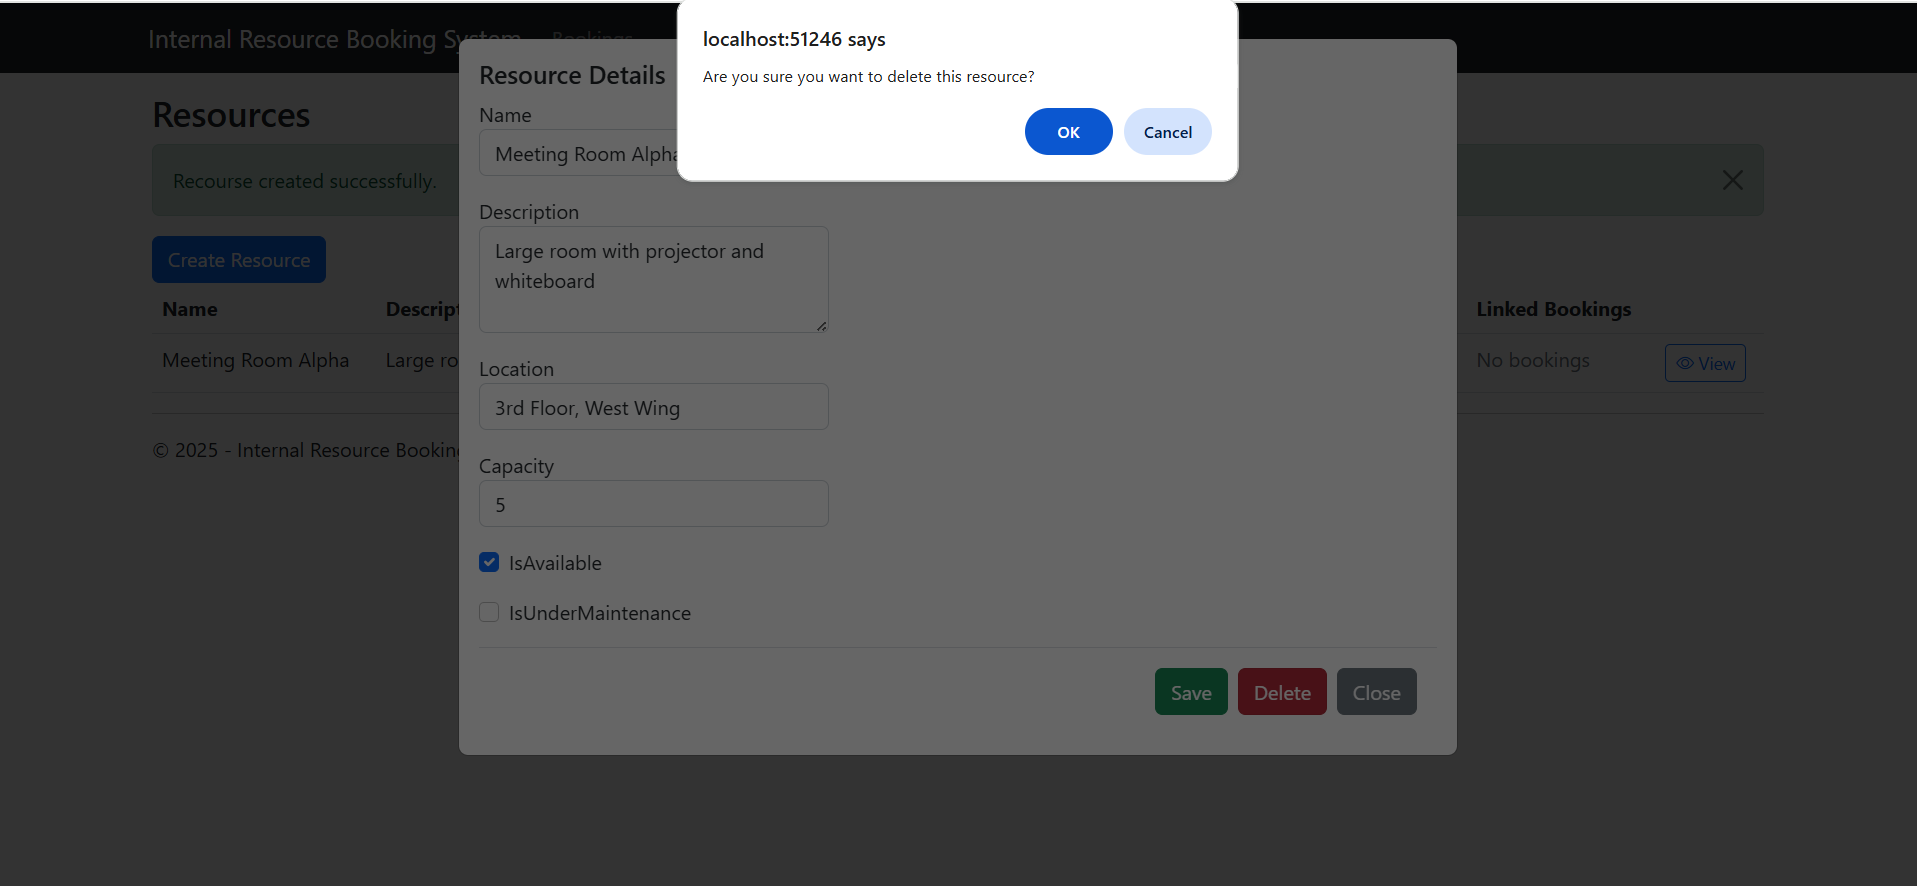 localhost:51246 says
Are you sure you want to delete this resource?
OK Cancel
Internal Resource Booking System Bookings
Resources
Recourse created successfully.
Create Resource
Name Descript Linked Bookings
Meeting Room Alpha Large ro No bookings View
© 2025 - Internal Resource Booking
Resource Details
Name
Meeting Room Alpha
Description
Large room with projector and
whiteboard
Location
3rd Floor, West Wing
Capacity
5
IsAvailable
IsUnderMaintenance
Save Delete Close